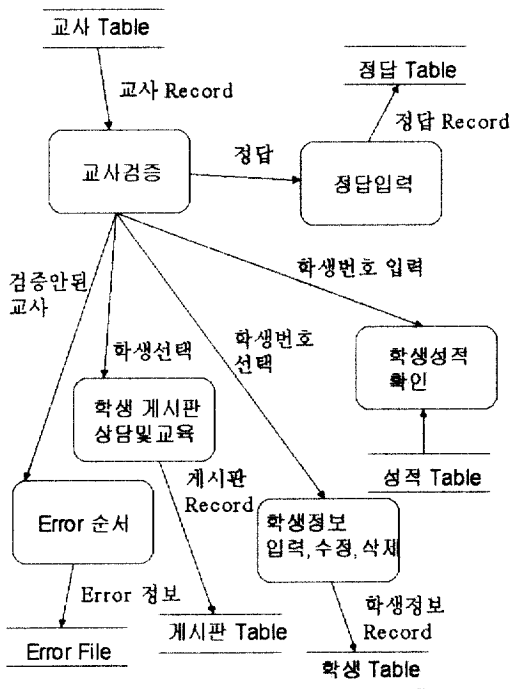 교사 Table
정답 Table
교사 Record
정답 Record
정답
교사검증
정답입력
학생번호 입력
검증안된
교사
학생선택
학생번호
선택
학생성적
확인
학생 게시판
상담및교육
성적 Table
게시판
Record
Error 순서
학생정보
입력, 수정, 삭제
Error 정보
학생정보
Record
게시판 Table
Error File
학생 Table